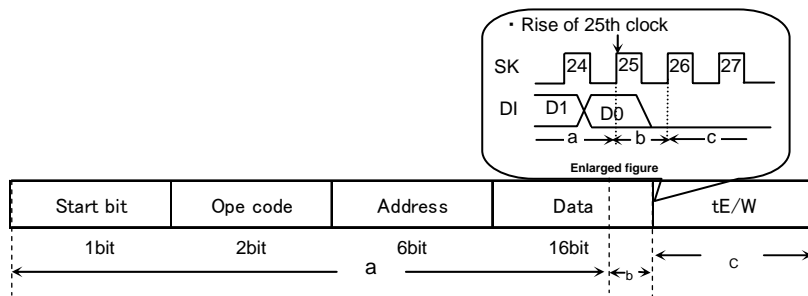 ・Rise of 25th clock
SK 24 25 26 27
DI D1 D0
a b c
Enlarged figure
Start bit Ope code Address Data tE/W
1bit 2bit 6bit 16bit
a b C